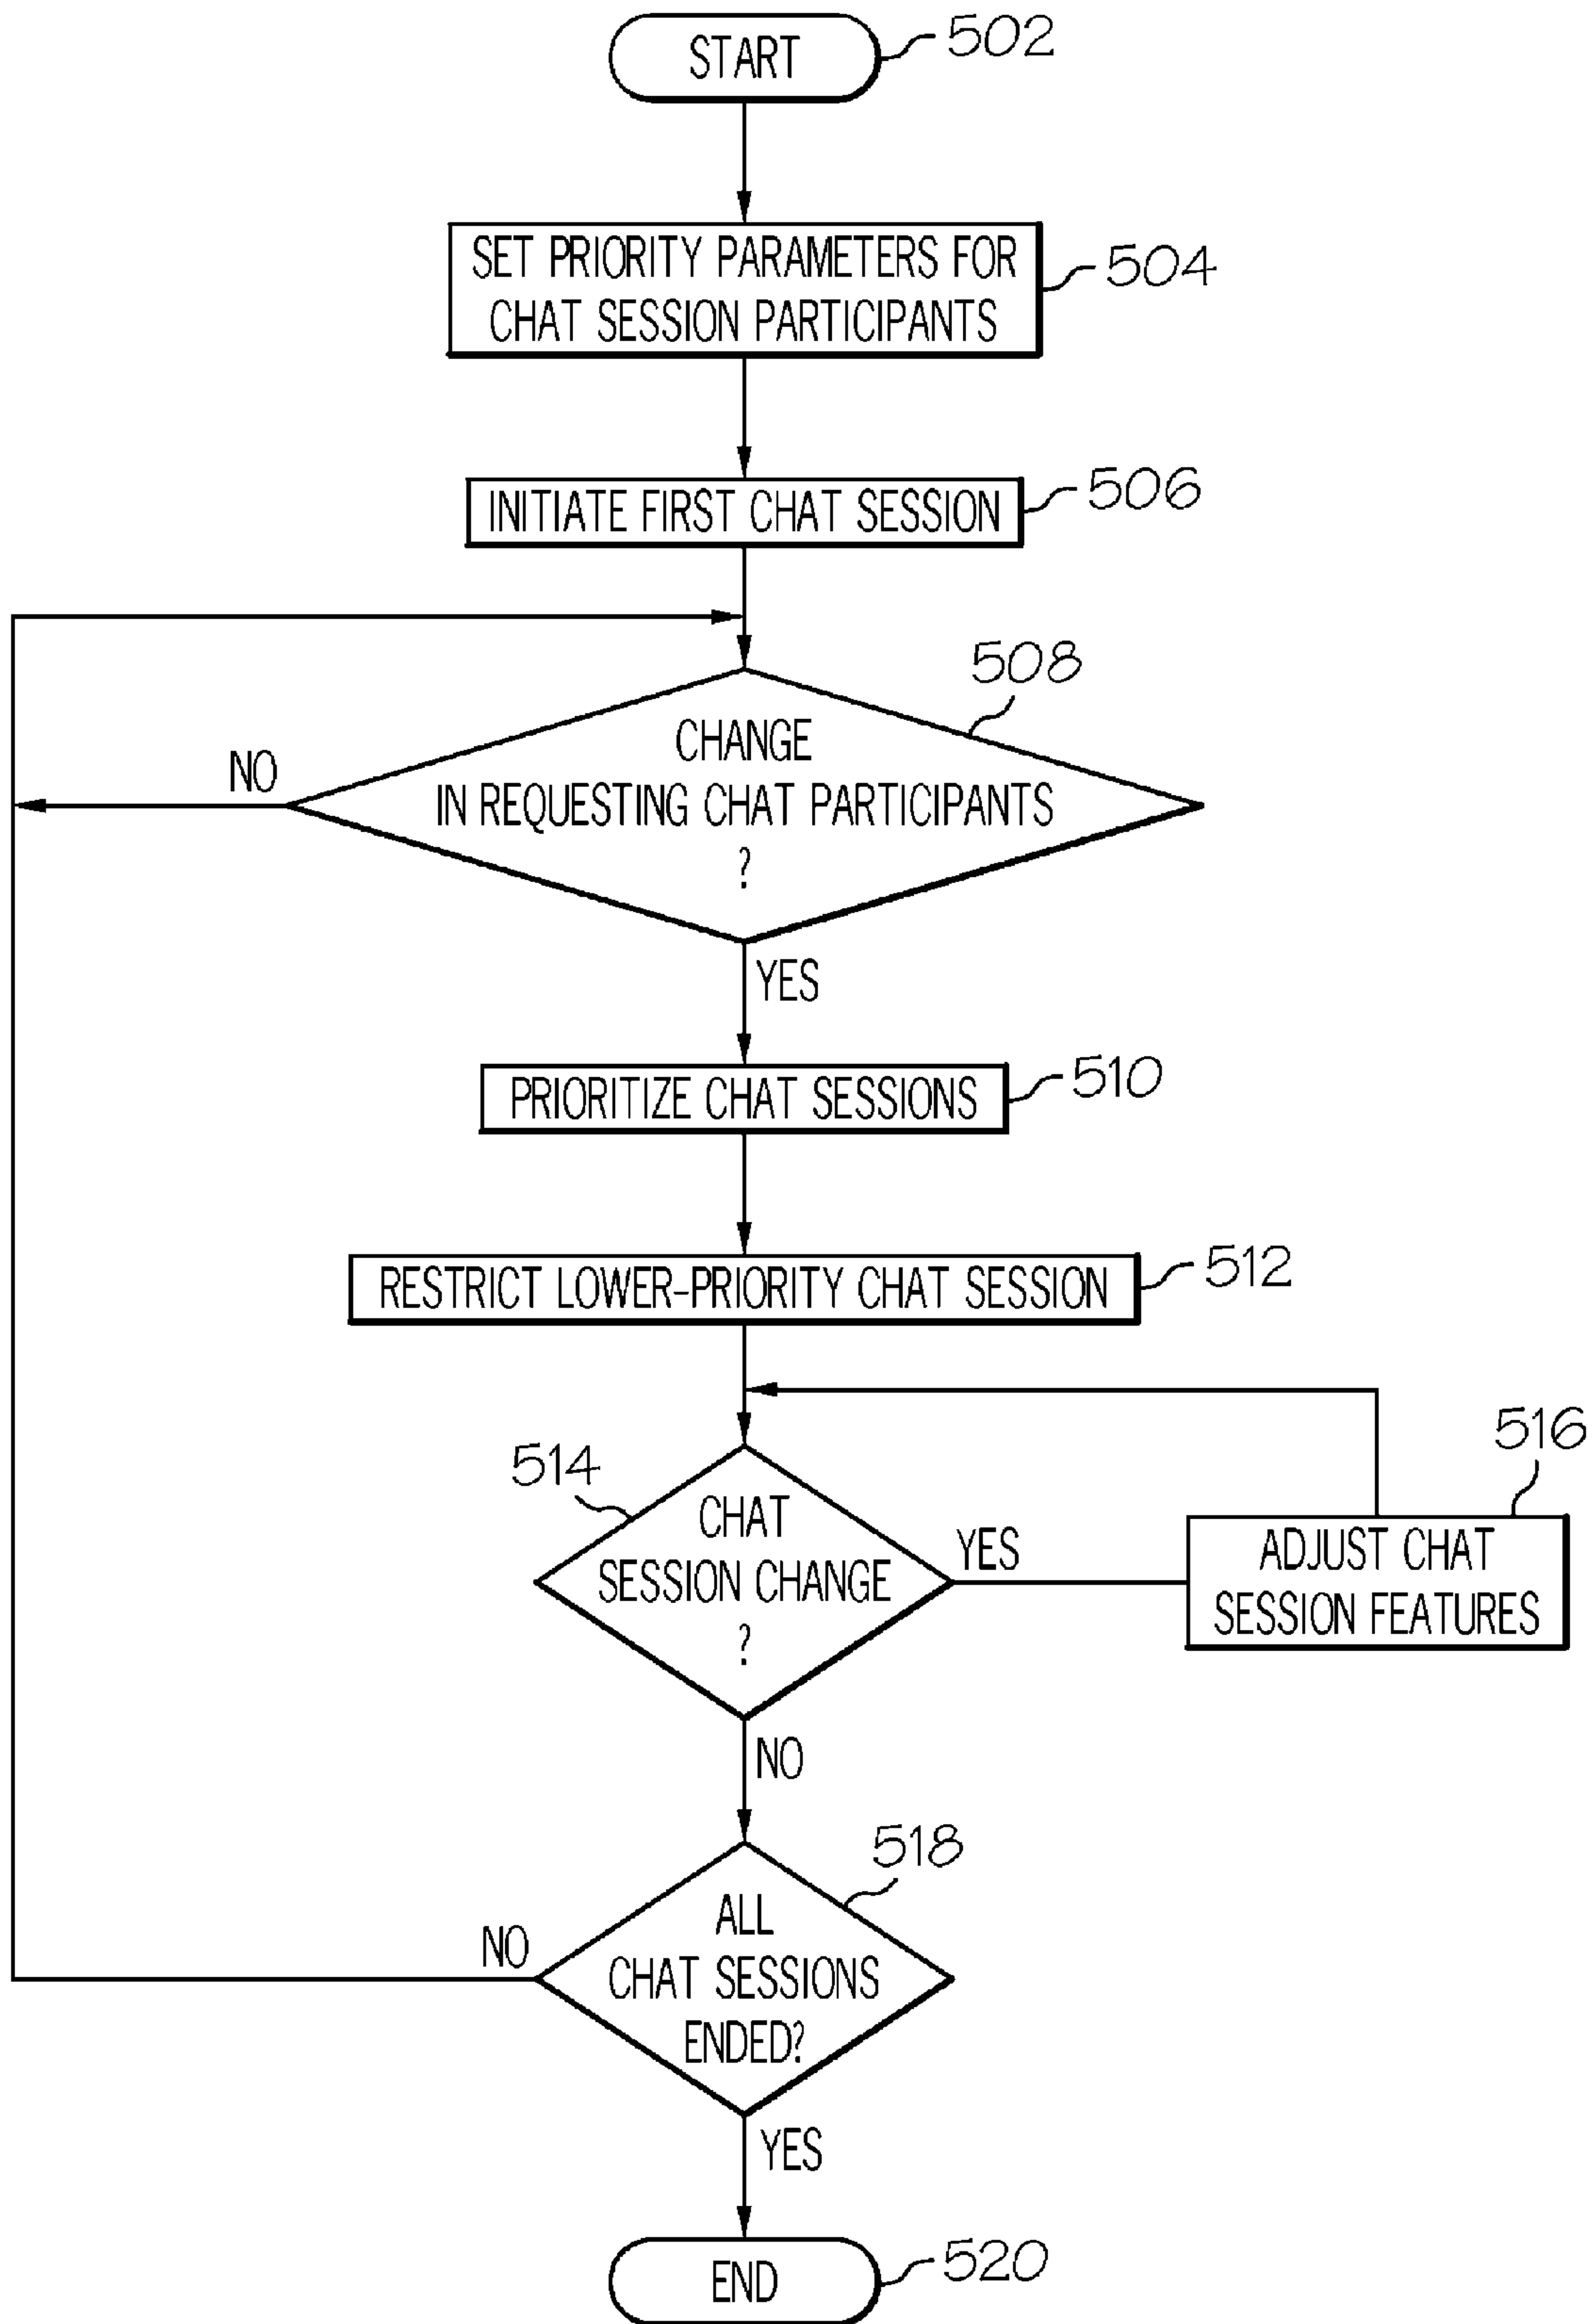 START
502
SET PRIORITY PARAMETERS FOR
CHAT SESSION PARTICIPANTS
504
INITIATE FIRST CHAT SESSION
506
508
CHANGE
IN REQUESTING CHAT PARTICIPANTS
?
NO
YES
PRIORITIZE CHAT SESSIONS
510
RESTRICT LOWER-PRIORITY CHAT SESSION
512
514
CHAT
SESSION CHANGE
?
YES
516
ADJUST CHAT
SESSION FEATURES
NO
518
ALL
CHAT SESSIONS
ENDED?
NO
YES
END
520